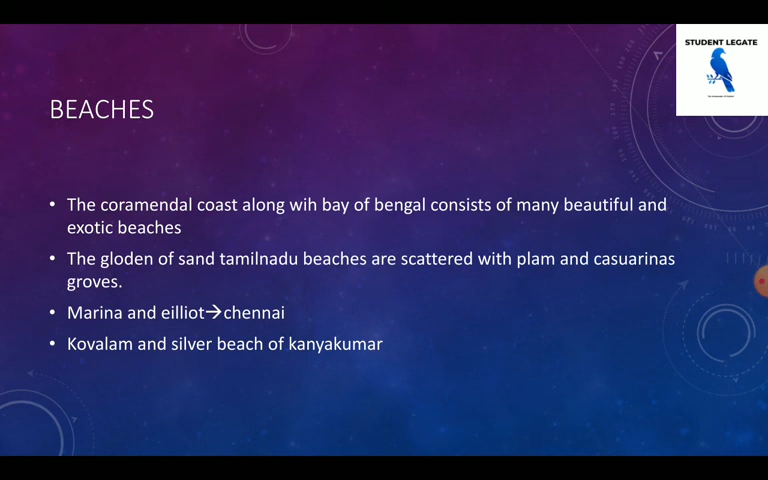 STUDENT LEGATE
BEACHES
• The coramendal coast along wih bay of bengal consists of many beautiful and
exotic beaches
• The gloden of sand tamilnadu beaches are scattered with plam and casuarinas
groves.
• Marina and eilliot→chennai
• Kovalam and silver beach of kanyakumar